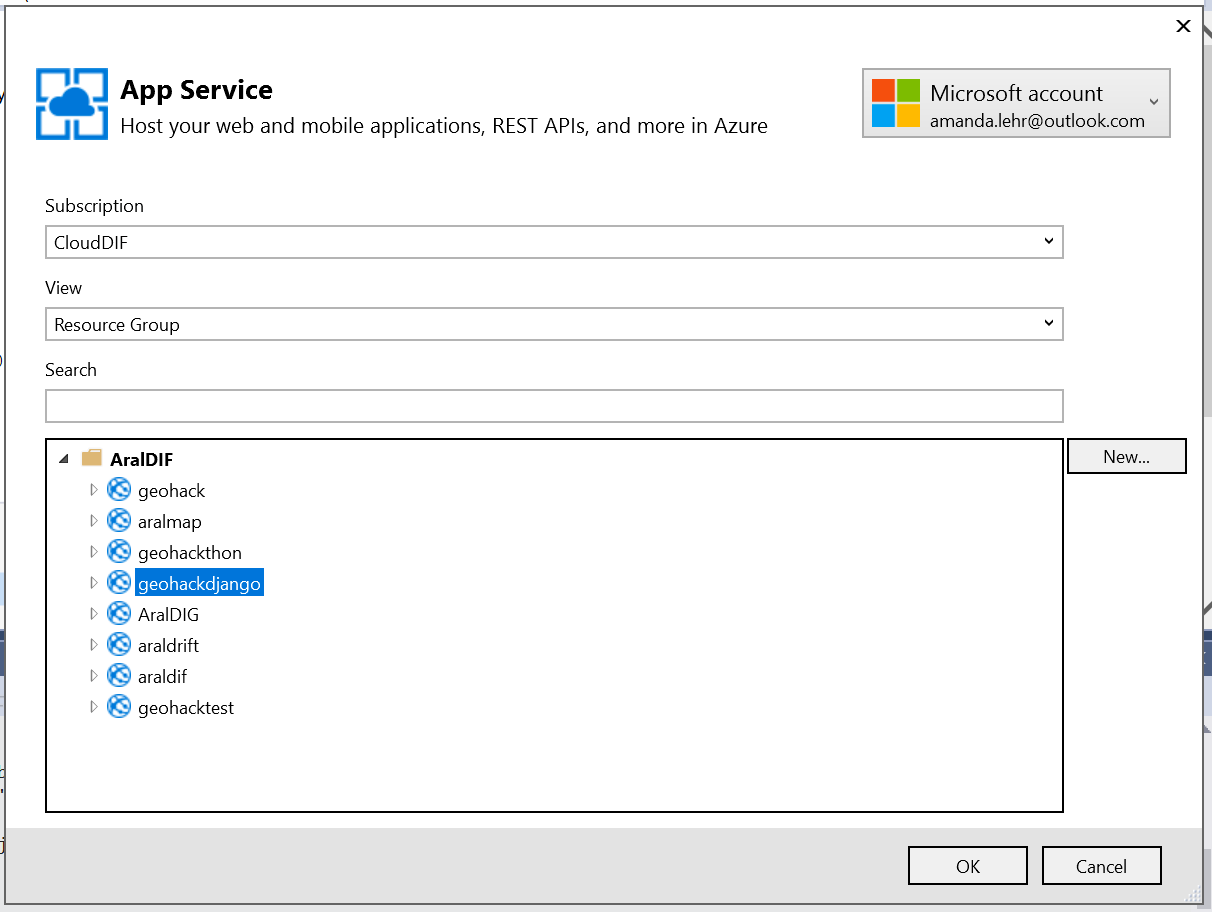 App Service
Host your web and mobile applications, REST APIs, and more in Azure
Microsoft account
amanda.lehr@outlook.com
Subscription
CloudDIF
View
Resource Group
Search
AralDIF
New...
geohack
aralmap
geohackthon
geohackdjango
AralDIG
araldrift
araldif
geohacktest
OK
Cancel